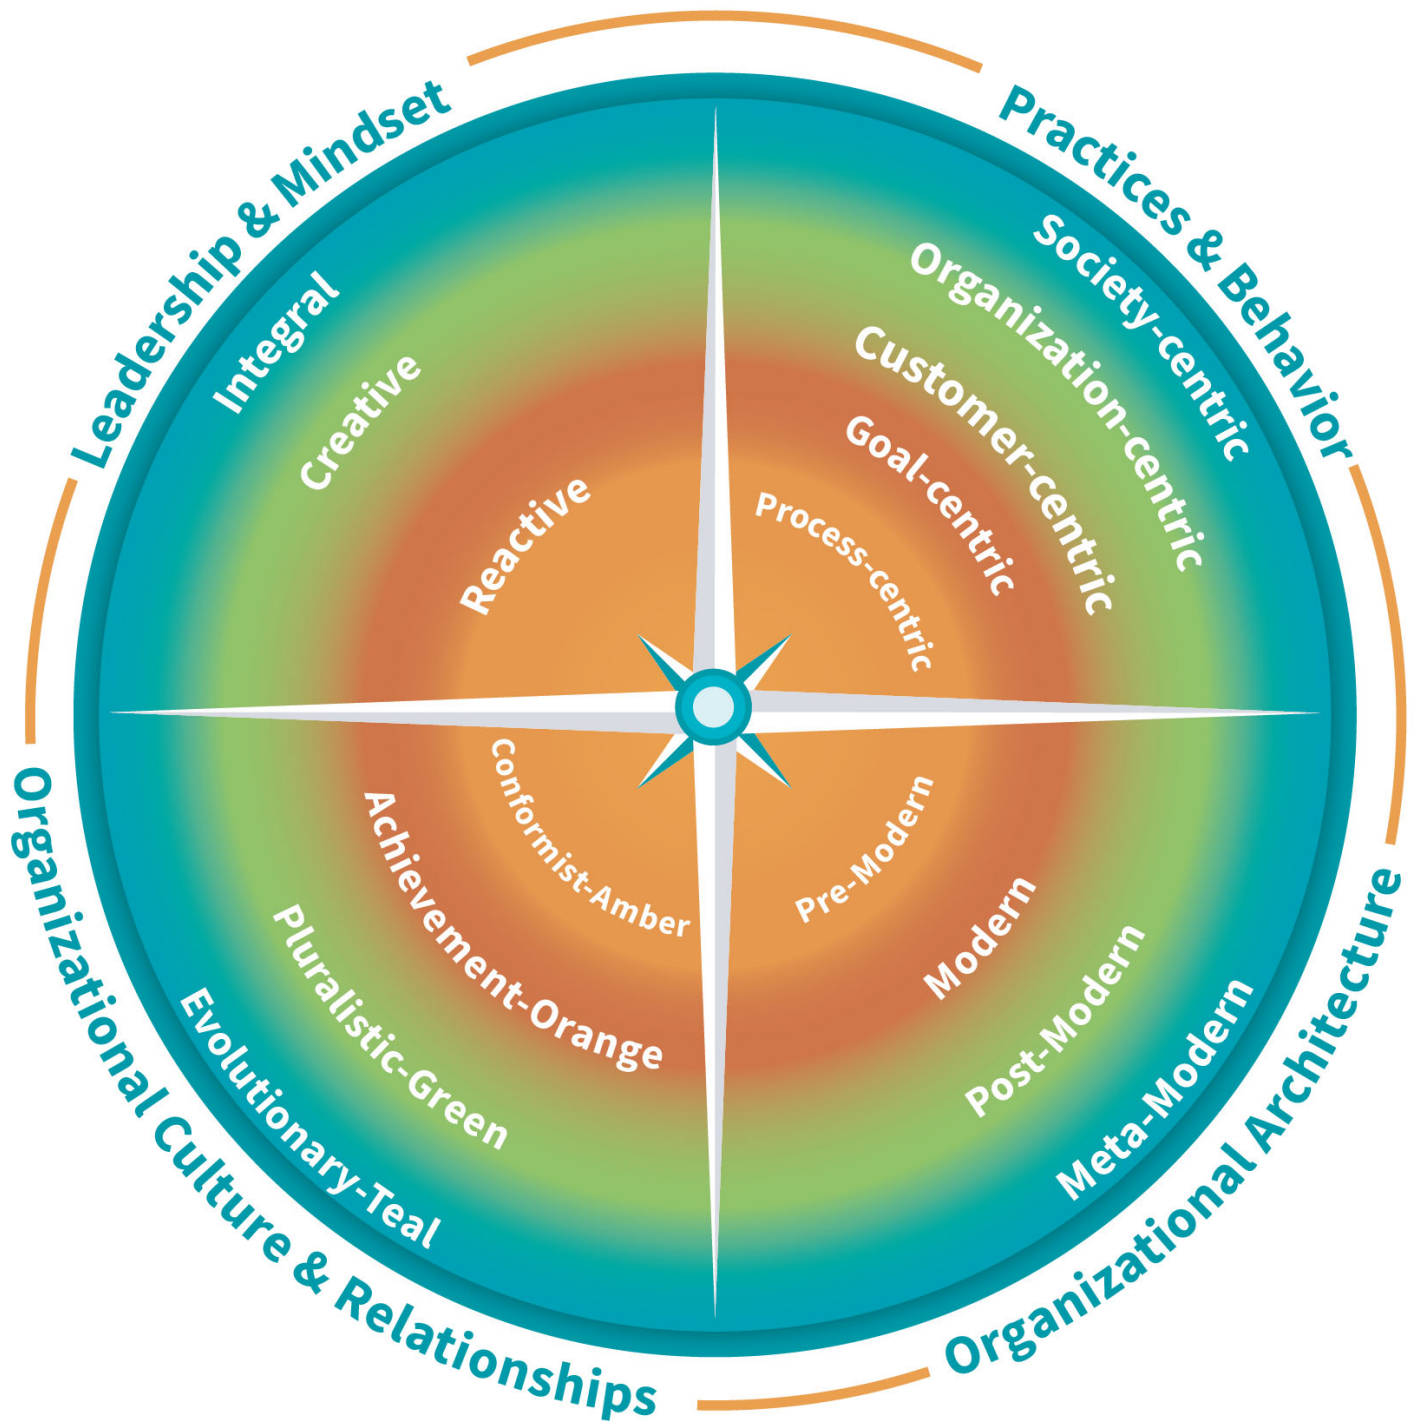 Leadership & Mindset
Integral
Creative
Reactive
Practices & Behavior
Society-centric
Organization-centric
Customer-centric
Goal-centric
Process-centric
Organizational Culture & Relationships
Conformist-Amber
Achievement-Orange
Pluralistic-Green
Evolutionary-Teal
Organizational Architecture
Pre-Modern
Modern
Post-Modern
Meta-Modern